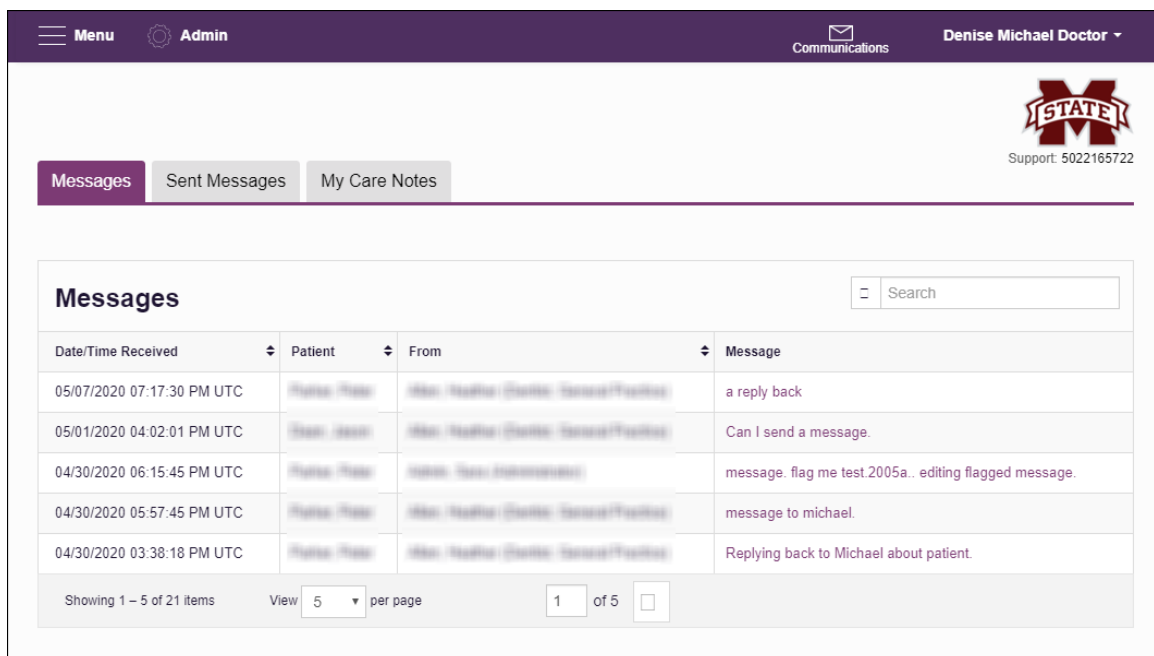 Menu Admin Communications Denise Michael Doctor
STATE
Support: 5022165722
Messages Sent Messages My Care Notes
Messages Search
Date/Time Received Patient From Message
05/07/2020 07:17:30 PM UTC a reply back
05/01/2020 04:02:01 PM UTC Can I send a message.
04/30/2020 06:15:45 PM UTC message. flag me test.2005a.. editing flagged message.
04/30/2020 05:57:45 PM UTC message to michael.
04/30/2020 03:38:18 PM UTC Replying back to Michael about patient.
Showing 1 – 5 of 21 items View 5 per page 1 of 5